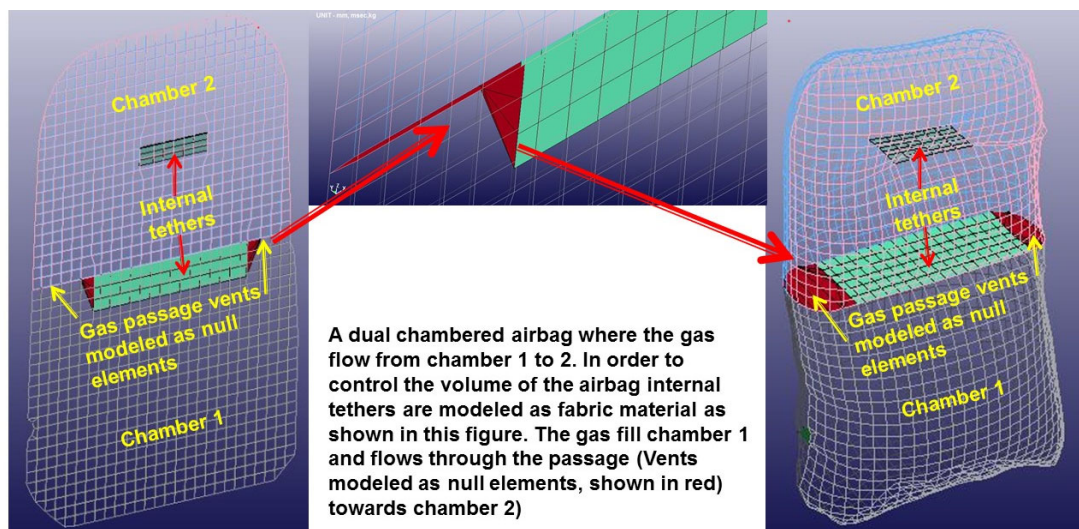 UNIT - mm, msec,kg
Chamber 2
Internal
tethers
Gas passage vents
modeled as null
elements
Chamber 1
A dual chambered airbag where the gas
flow from chamber 1 to 2. In order to
control the volume of the airbag internal
tethers are modeled as fabric material as
shown in this figure. The gas fill chamber 1
and flows through the passage (Vents
modeled as null elements, shown in red)
towards chamber 2)
Chamber 2
Internal
tethers
Gas passage vents
modeled as null
elements
Chamber 1